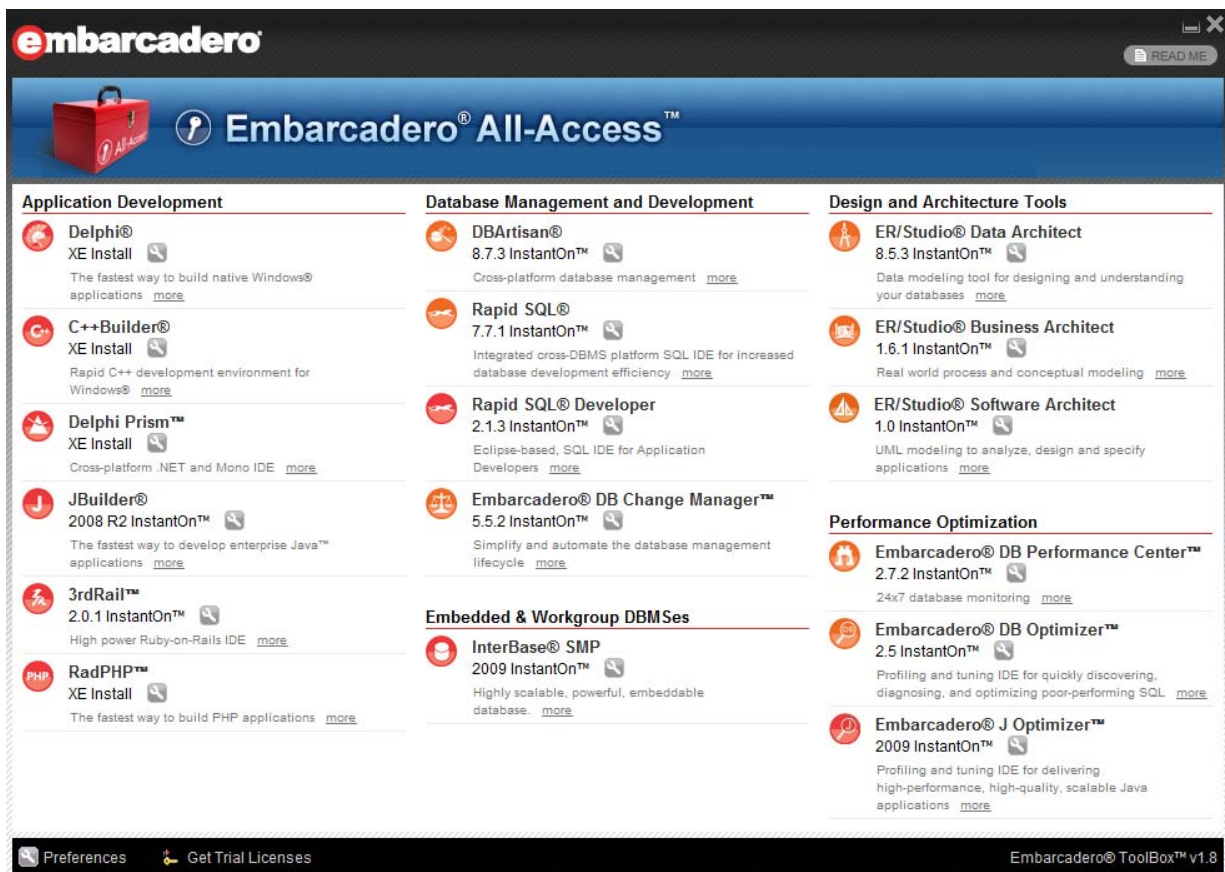 embarcadero
READ ME
All-Access
Embarcadero® All-Access™
Application Development
Delphi®
XE Install
The fastest way to build native Windows®
applications more
C++
C++Builder®
XE Install
Rapid C++ development environment for
Windows® more
Delphi Prism™
XE Install
Cross-platform .NET and Mono IDE more
J
JBuilder®
2008 R2 InstantOn™
The fastest way to develop enterprise Java™
applications more
3rdRail™
2.0.1 InstantOn™
High power Ruby-on-Rails IDE more
PHP
RadPHP™
XE Install
The fastest way to build PHP applications more
Database Management and Development
DBArtisan®
8.7.3 InstantOn™
Cross-platform database management more
Rapid SQL®
7.7.1 InstantOn™
Integrated cross-DBMS platform SQL IDE for increased
database development efficiency more
Rapid SQL® Developer
2.1.3 InstantOn™
Eclipse-based, SQL IDE for Application
Developers more
Embarcadero® DB Change Manager™
5.5.2 InstantOn™
Simplify and automate the database management
lifecycle more
Embedded & Workgroup DBMSes
InterBase® SMP
2009 InstantOn™
Highly scalable, powerful, embeddable
database. more
Design and Architecture Tools
ER/Studio® Data Architect
8.5.3 InstantOn™
Data modeling tool for designing and understanding
your databases more
ER/Studio® Business Architect
1.6.1 InstantOn™
Real world process and conceptual modeling more
ER/Studio® Software Architect
1.0 InstantOn™
UML modeling to analyze, design and specify
applications more
Performance Optimization
Embarcadero® DB Performance Center™
2.7.2 InstantOn™
24x7 database monitoring more
DB
Embarcadero® DB Optimizer™
2.5 InstantOn™
Profiling and tuning IDE for quickly discovering,
diagnosing, and optimizing poor-performing SQL more
J
Embarcadero® J Optimizer™
2009 InstantOn™
Profiling and tuning IDE for delivering
high-performance, high-quality, scalable Java
applications more
Preferences
Get Trial Licenses
Embarcadero® ToolBox™ v1.8